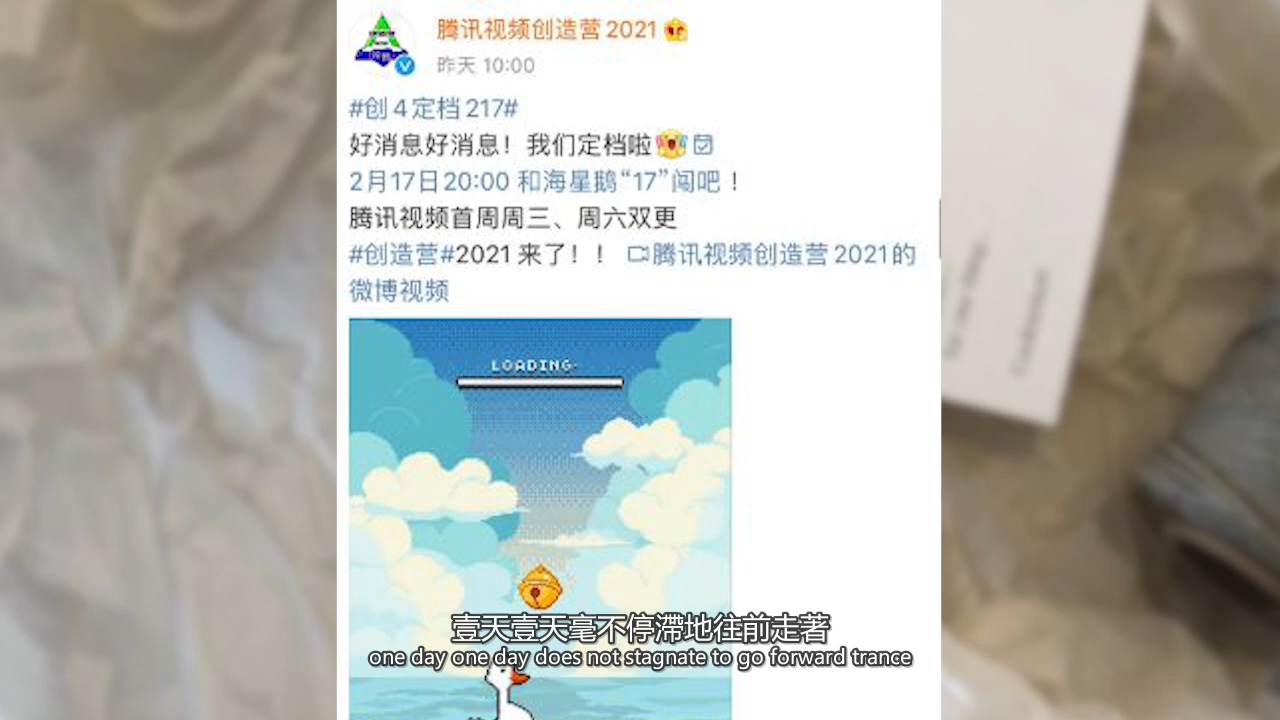 腾讯视频创造营2021
昨天 10:00
#创4定档217#
好消息好消息！我们定档啦
2月17日20:00 和海星鹅“17”闯吧！
腾讯视频首周周三、周六双更
#创造营#2021 来了！！ 腾讯视频创造营2021的
微博视频
LOADING·
壹天壹天毫不停滯地往前走著
one day one day does not stagnate to go forward trance